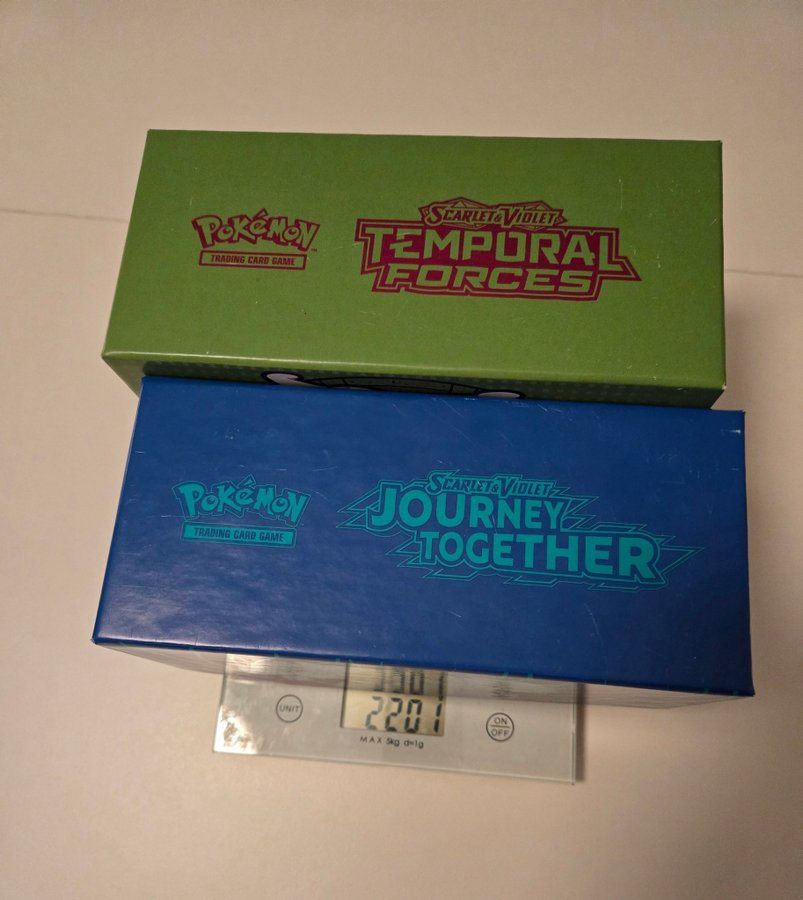 Pokémon
TRADING CARD GAME
SCARLET & VIOLET
TEMPORAL
FORCES
Pokémon
TRADING CARD GAME
SCARLET & VIOLET
JOURNEY
TOGETHER
UNIT
2201
ON
OFF
MAX 5kg d=1g